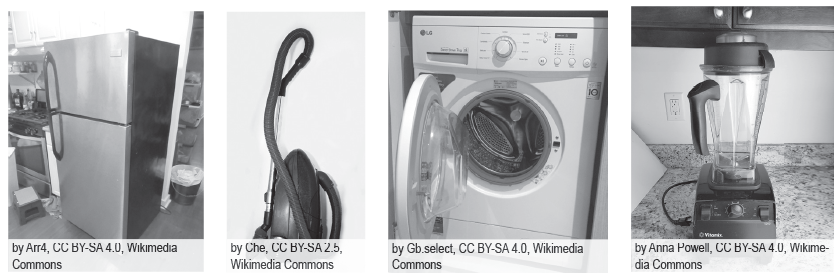 by Arr4, CC BY-SA 4.0, Wikimedia
Commons
by Che, CC BY-SA 2.5,
Wikimedia Commons
LG
by Gb.select, CC BY-SA 4.0, Wikimedia
Commons
Vitamix
by Anna Powell, CC BY-SA 4.0, Wikime-
dia Commons